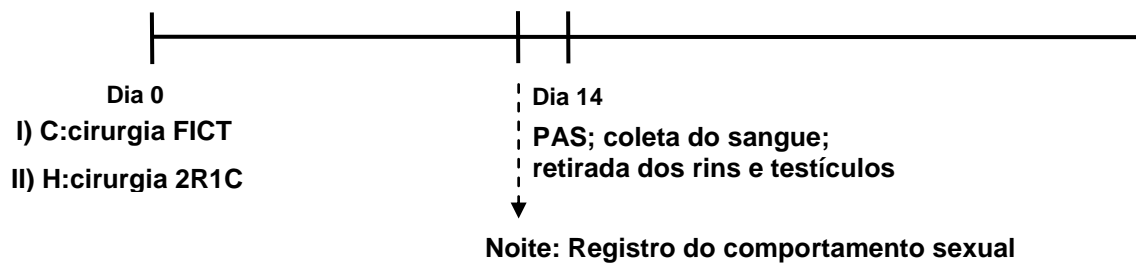 Dia 0
I) C:cirurgia FICT
II) H:cirurgia 2R1C
Dia 14
PAS; coleta do sangue;
retirada dos rins e testículos
Noite: Registro do comportamento sexual